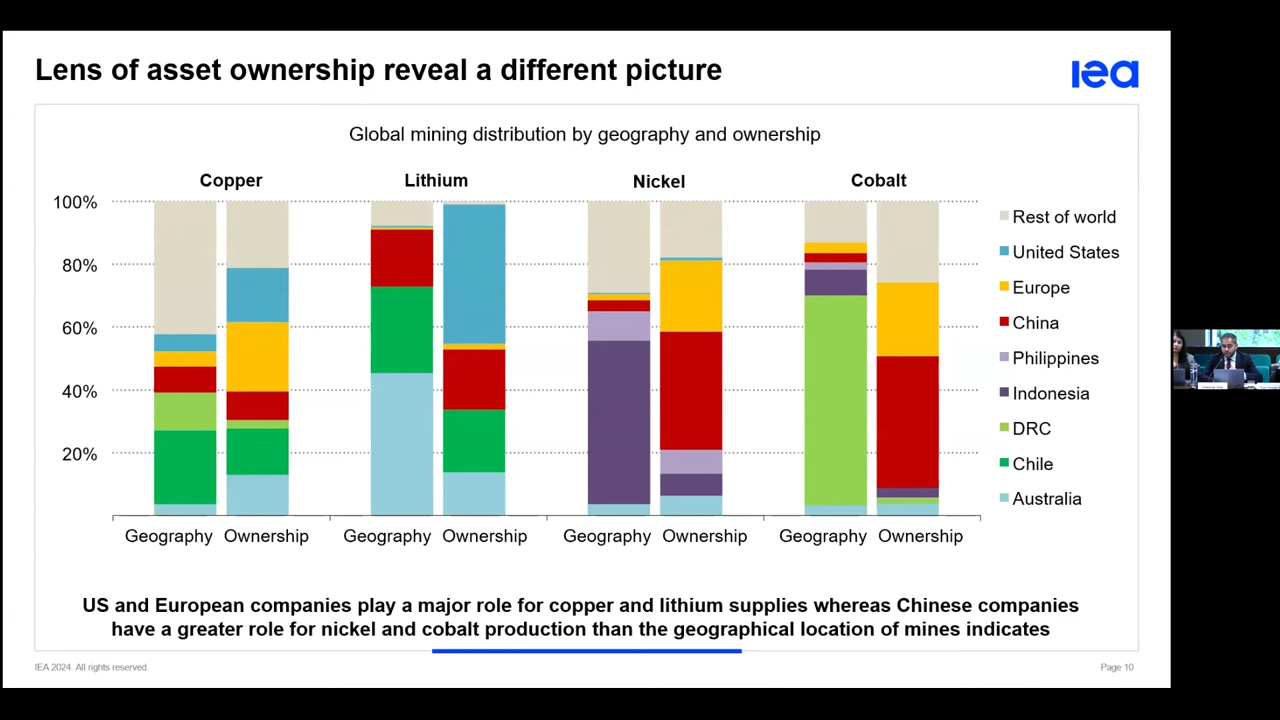 Lens of asset ownership reveal a different picture
iea
Global mining distribution by geography and ownership
Copper
Lithium
Nickel
Cobalt
100%
80%
60%
40%
20%
Geography
Ownership
Geography
Ownership
Geography
Ownership
Geography
Ownership
Rest of world
United States
Europe
China
Philippines
Indonesia
DRC
Chile
Australia
US and European companies play a major role for copper and lithium supplies whereas Chinese companies
have a greater role for nickel and cobalt production than the geographical location of mines indicates
IEA 2024. All rights reserved.
Page 10